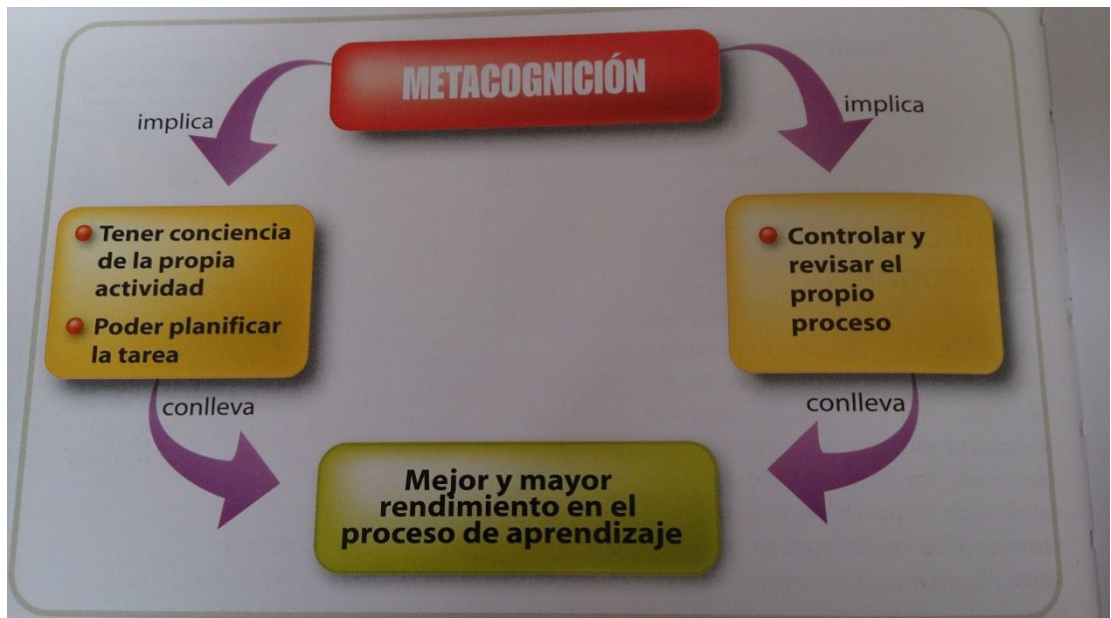 METACOGNICIÓN
implica
implica
Tener conciencia
de la propia
actividad
Poder planificar
la tarea
Controlar y
revisar el
propio
proceso
conlleva
conlleva
Mejor y mayor
rendimiento en el
proceso de aprendizaje